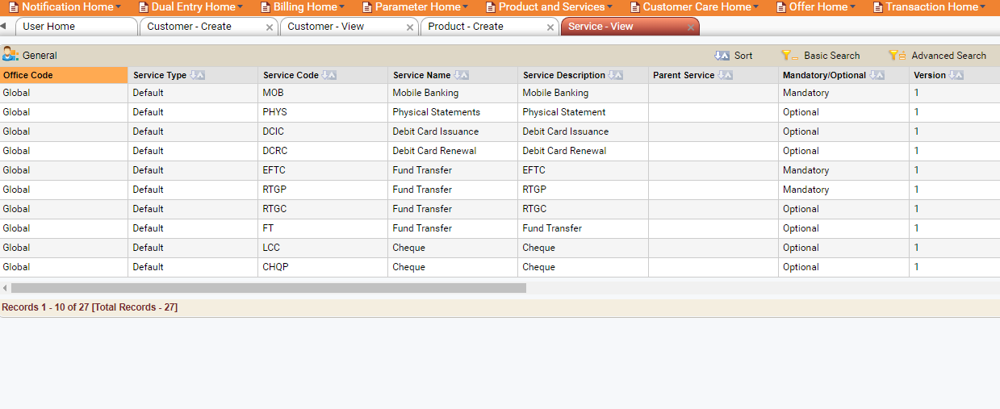 Notification Home Dual Entry Home Billing Home Parameter Home Product and Services Customer Care Home Offer Home Transaction Home
User Home Customer - Create Customer - View Product - Create Service - View
General Sort Basic Search Advanced Search
Office Code Service Type Service Code Service Name Service Description Parent Service Mandatory/Optional Version
Global Default MOB Mobile Banking Mobile Banking Mandatory 1
Global Default PHYS Physical Statements Physical Statement Optional 1
Global Default DCIC Debit Card Issuance Debit Card Issuance Optional 1
Global Default DCRC Debit Card Renewal Debit Card Renewal Optional 1
Global Default EFTC Fund Transfer EFTC Mandatory 1
Global Default RTGP Fund Transfer RTGP Mandatory 1
Global Default RTGC Fund Transfer RTGC Optional 1
Global Default FT Fund Transfer Fund Transfer Optional 1
Global Default LCC Cheque Cheque Optional 1
Global Default CHQP Cheque Cheque Optional 1
Records 1 - 10 of 27 [Total Records - 27]